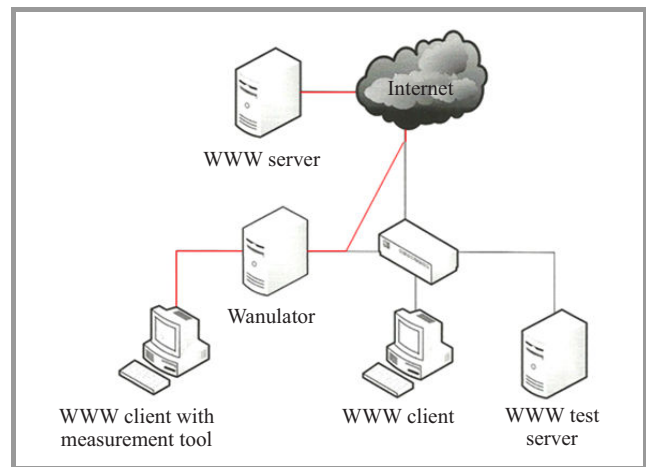 Internet
WWW server
Wanulator
WWW client with
measurement tool
WWW client
WWW test
server